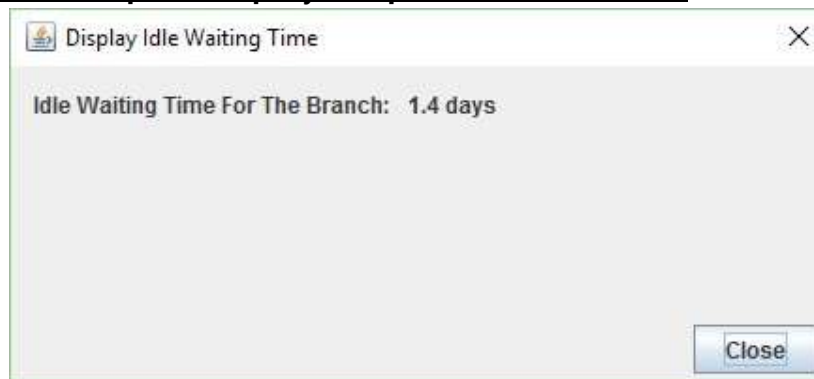 Display Idle Waiting Time
Idle Waiting Time For The Branch: 1.4 days
Close